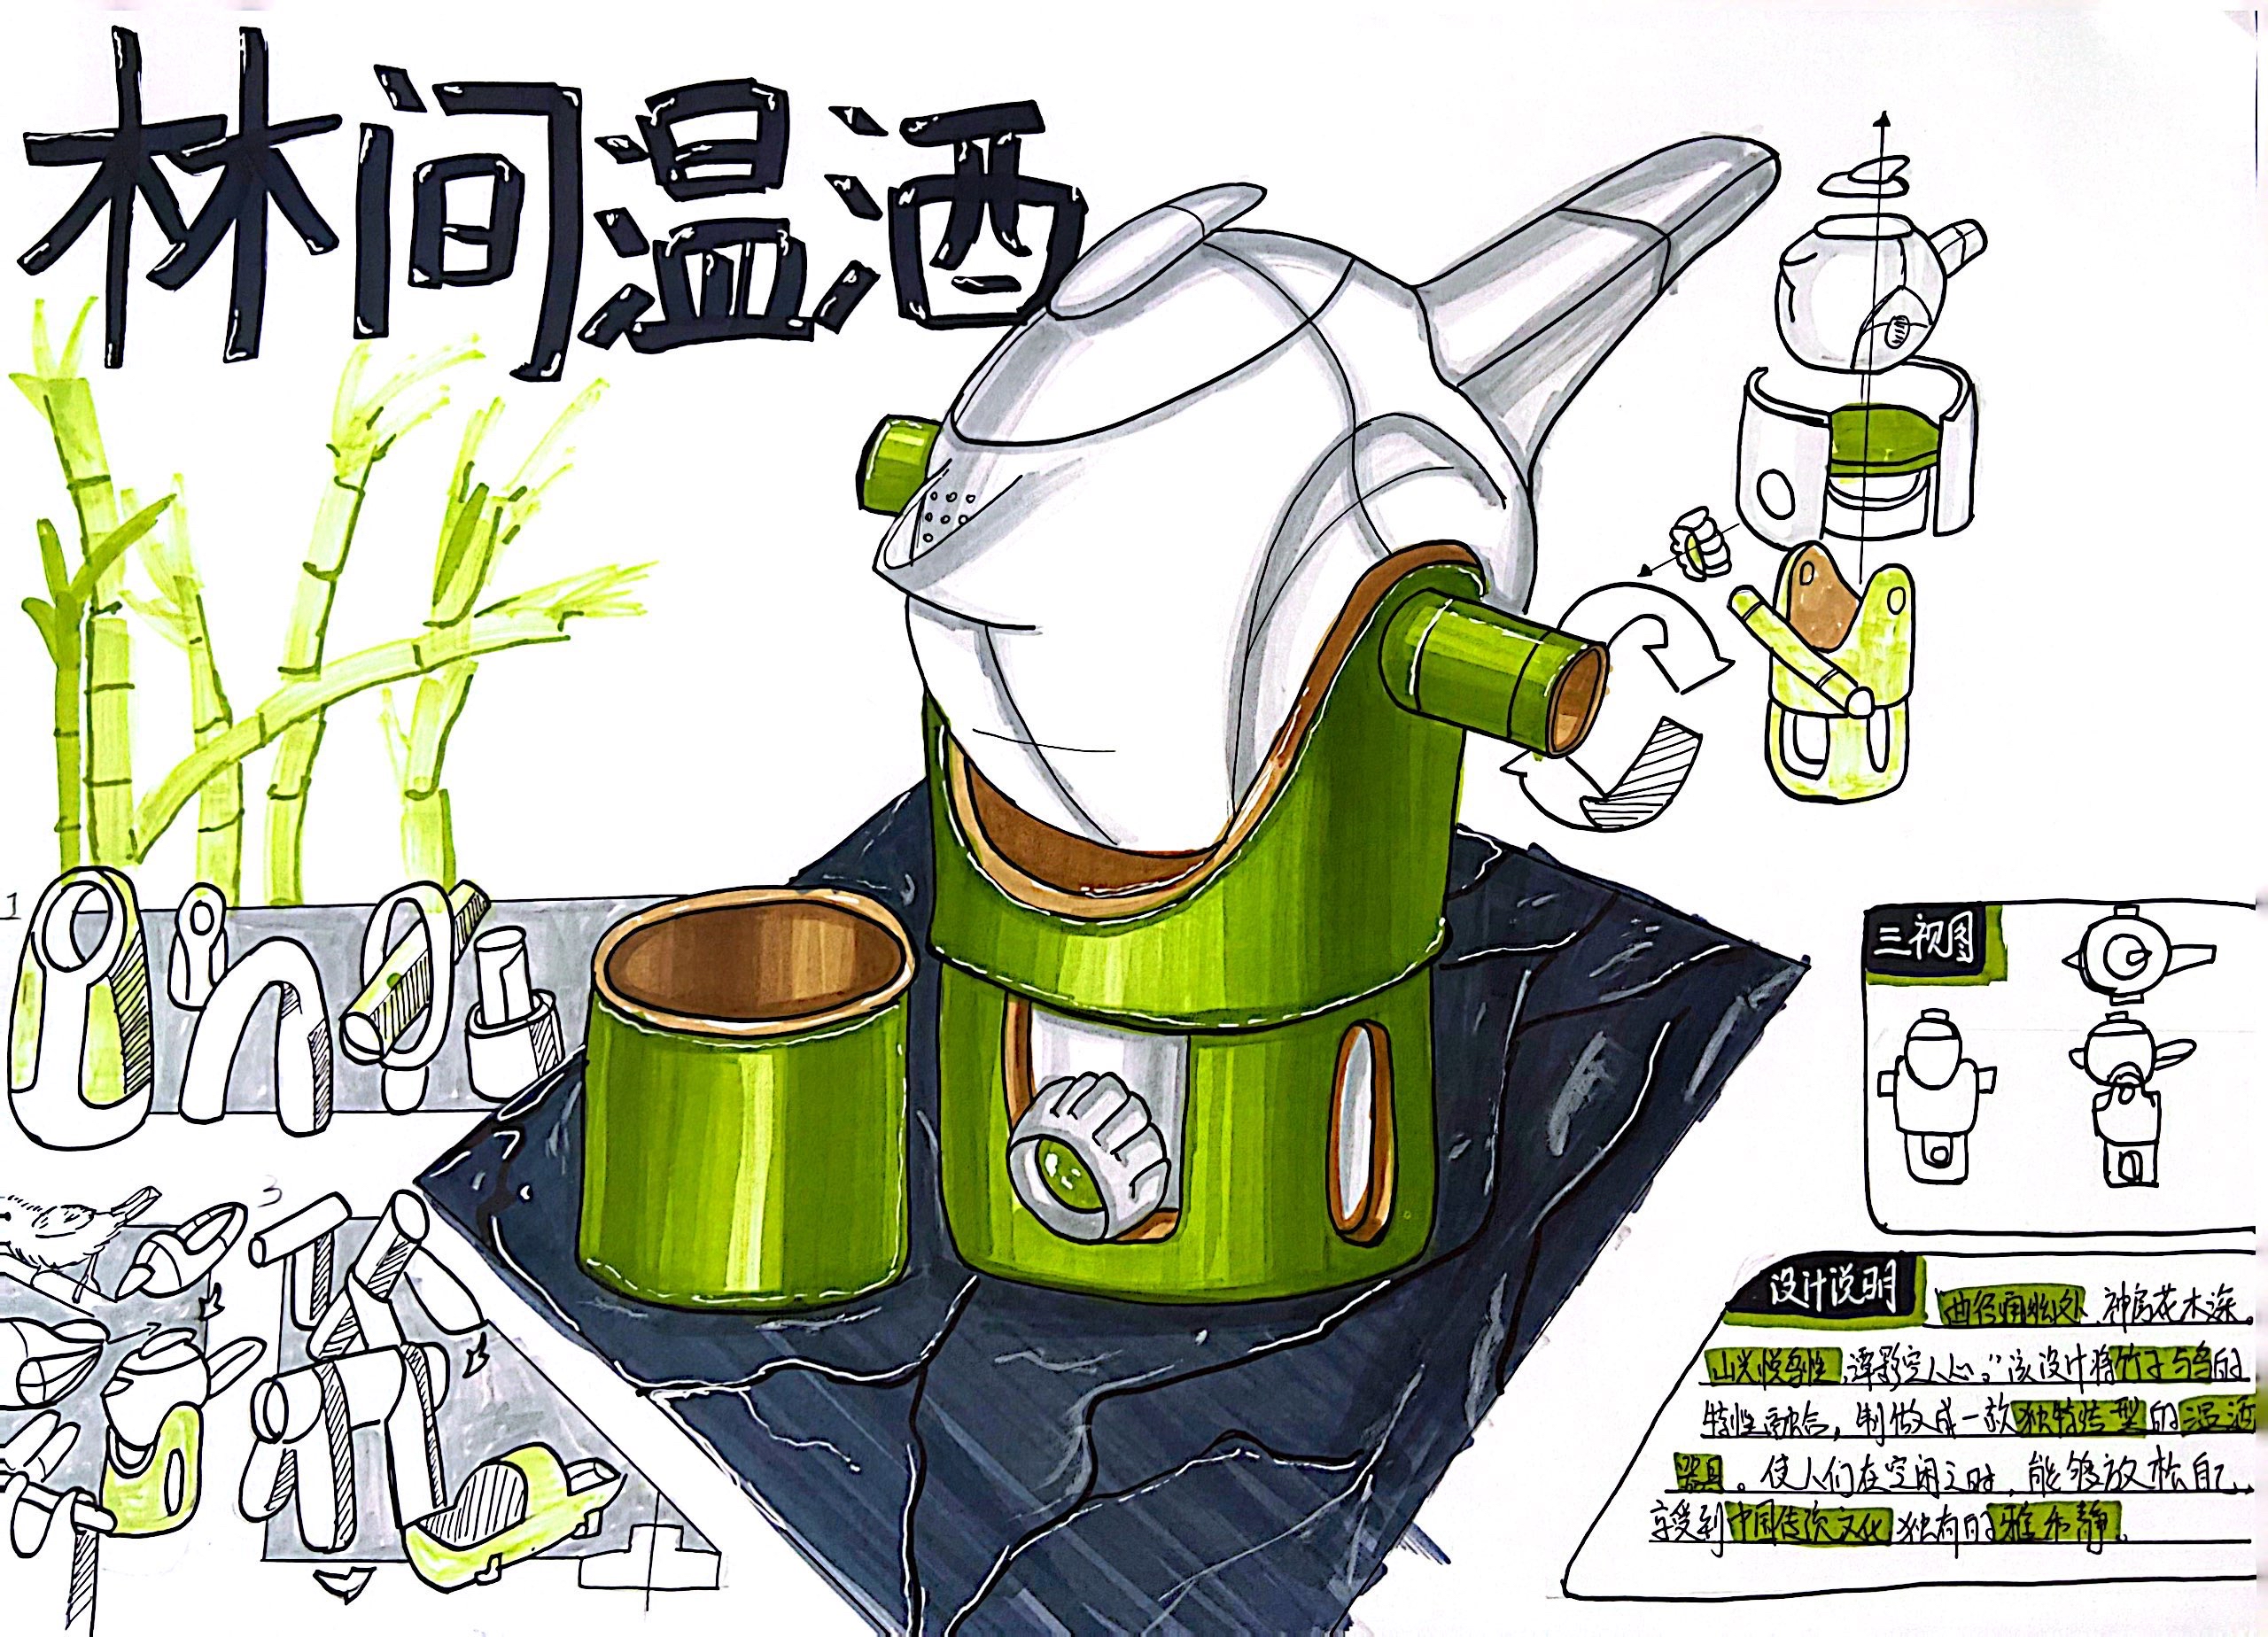 林间温酒
1
3
三视图
设计说明
曲径通幽处、禅房花木深。
山光悦鸟性,潭影空人心。”该设计将竹子与鸟的
特性融合,制做成一款独特造型的温酒
器具。使人们在空闲之时,能够放松自己、
享受到中国传统文化独有的雅和静。